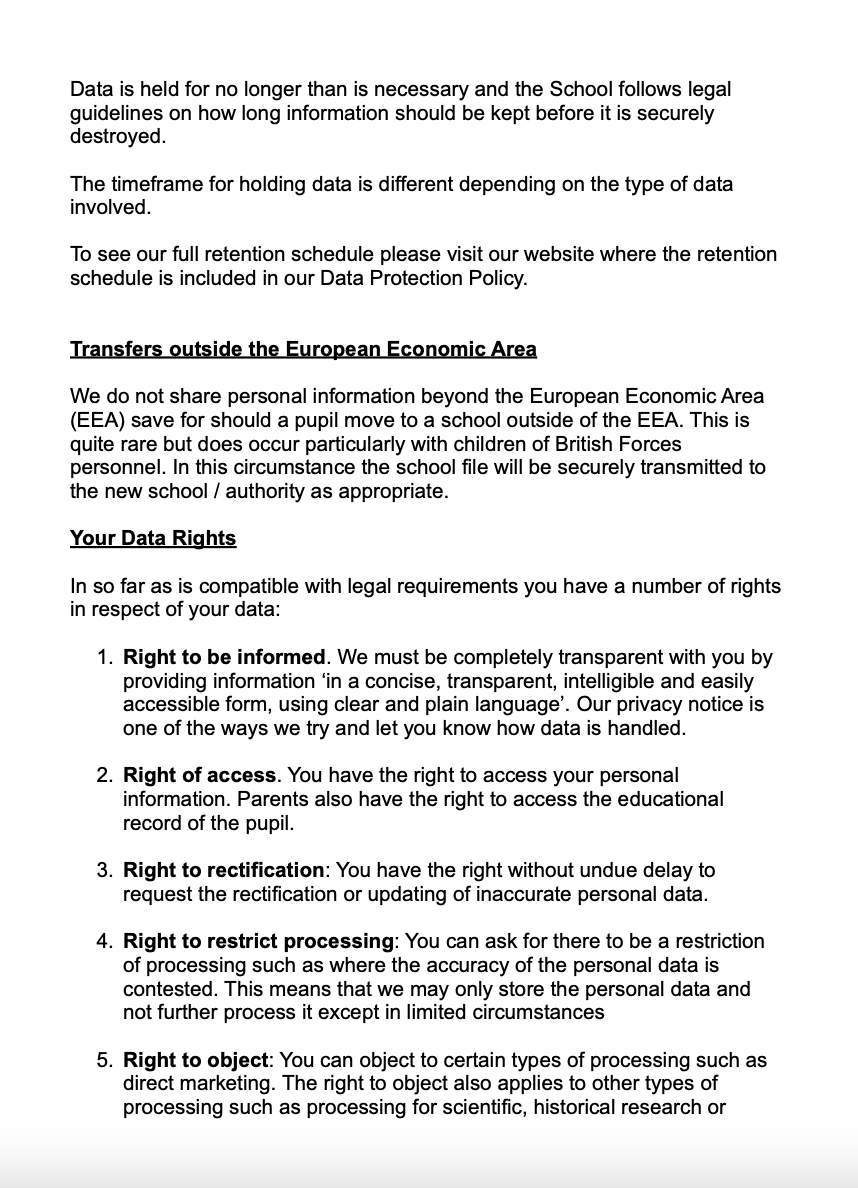 Data is held for no longer than is necessary and the School follows legal
guidelines on how long information should be kept before it is securely
destroyed.
The timeframe for holding data is different depending on the type of data
involved.
To see our full retention schedule please visit our website where the retention
schedule is included in our Data Protection Policy.
Transfers outside the European Economic Area
We do not share personal information beyond the European Economic Area
(EEA) save for should a pupil move to a school outside of the EEA. This is
quite rare but does occur particularly with children of British Forces
personnel. In this circumstance the school file will be securely transmitted to
the new school / authority as appropriate.
Your Data Rights
In so far as is compatible with legal requirements you have a number of rights
in respect of your data:
1. Right to be informed. We must be completely transparent with you by
providing information ‘in a concise, transparent, intelligible and easily
accessible form, using clear and plain language’. Our privacy notice is
one of the ways we try and let you know how data is handled.
2. Right of access. You have the right to access your personal
information. Parents also have the right to access the educational
record of the pupil.
3. Right to rectification: You have the right without undue delay to
request the rectification or updating of inaccurate personal data.
4. Right to restrict processing: You can ask for there to be a restriction
of processing such as where the accuracy of the personal data is
contested. This means that we may only store the personal data and
not further process it except in limited circumstances
5. Right to object: You can object to certain types of processing such as
direct marketing. The right to object also applies to other types of
processing such as processing for scientific, historical research or